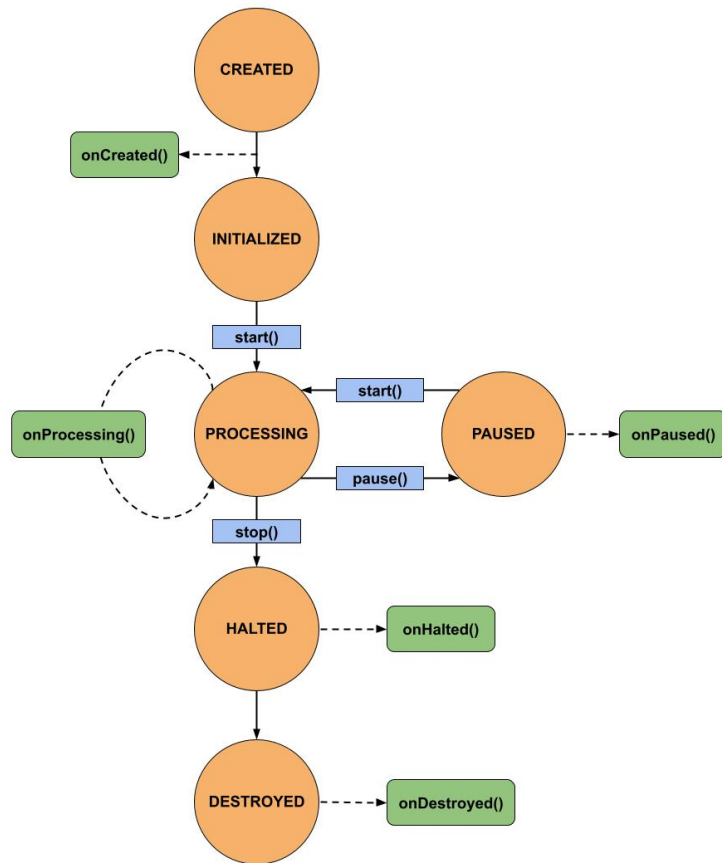 CREATED
onCreated()
INITIALIZED
start()
start()
onProcessing()
PROCESSING
PAUSED
onPaused()
pause()
stop()
HALTED
onHalted()
DESTROYED
onDestroyed()